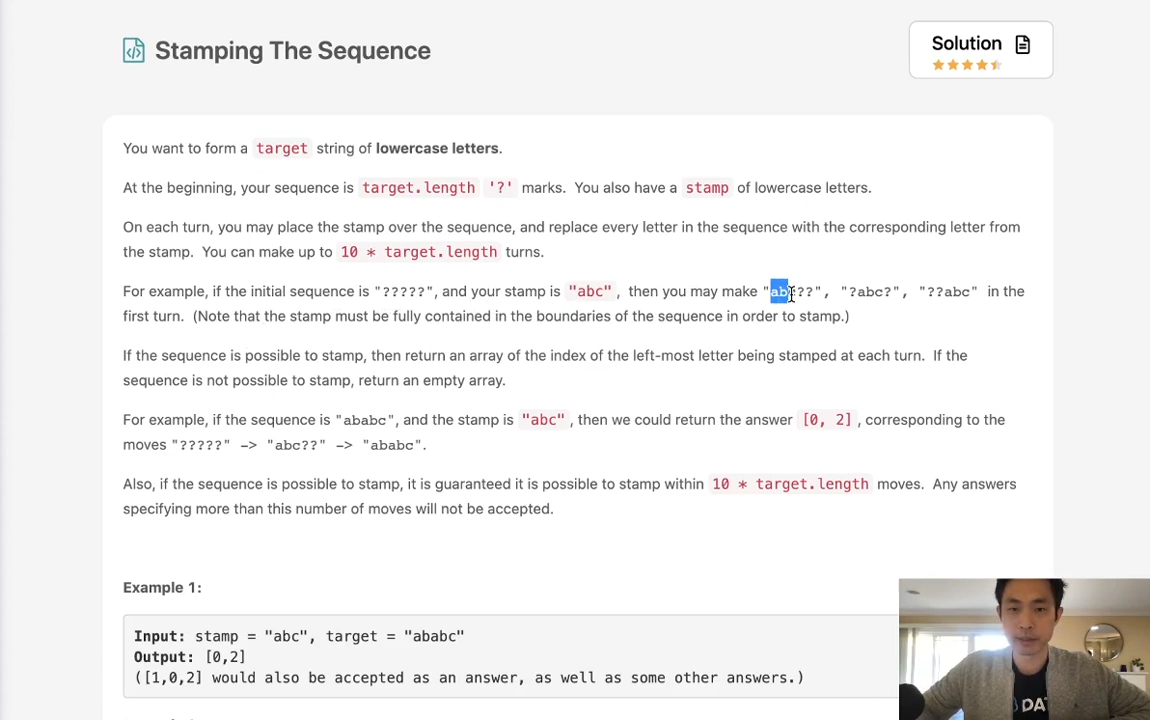 Stamping The Sequence
Solution
You want to form a target string of lowercase letters.
At the beginning, your sequence is target.length '?' marks. You also have a stamp of lowercase letters.
On each turn, you may place the stamp over the sequence, and replace every letter in the sequence with the corresponding letter from
the stamp. You can make up to 10 * target.length turns.
For example, if the initial sequence is "?????", and your stamp is "abc", then you may make "abc??", "?abc?", "??abc" in the
first turn. (Note that the stamp must be fully contained in the boundaries of the sequence in order to stamp.)
If the sequence is possible to stamp, then return an array of the index of the left-most letter being stamped at each turn. If the
sequence is not possible to stamp, return an empty array.
For example, if the sequence is "ababc", and the stamp is "abc", then we could return the answer [0, 2], corresponding to the
moves "?????" -> "abc??" -> "ababc".
Also, if the sequence is possible to stamp, it is guaranteed it is possible to stamp within 10 * target.length moves. Any answers
specifying more than this number of moves will not be accepted.
Example 1:
Input: stamp = "abc", target = "ababc"
Output: [0,2]
([1,0,2] would also be accepted as an answer, as well as some other answers.)
DAT